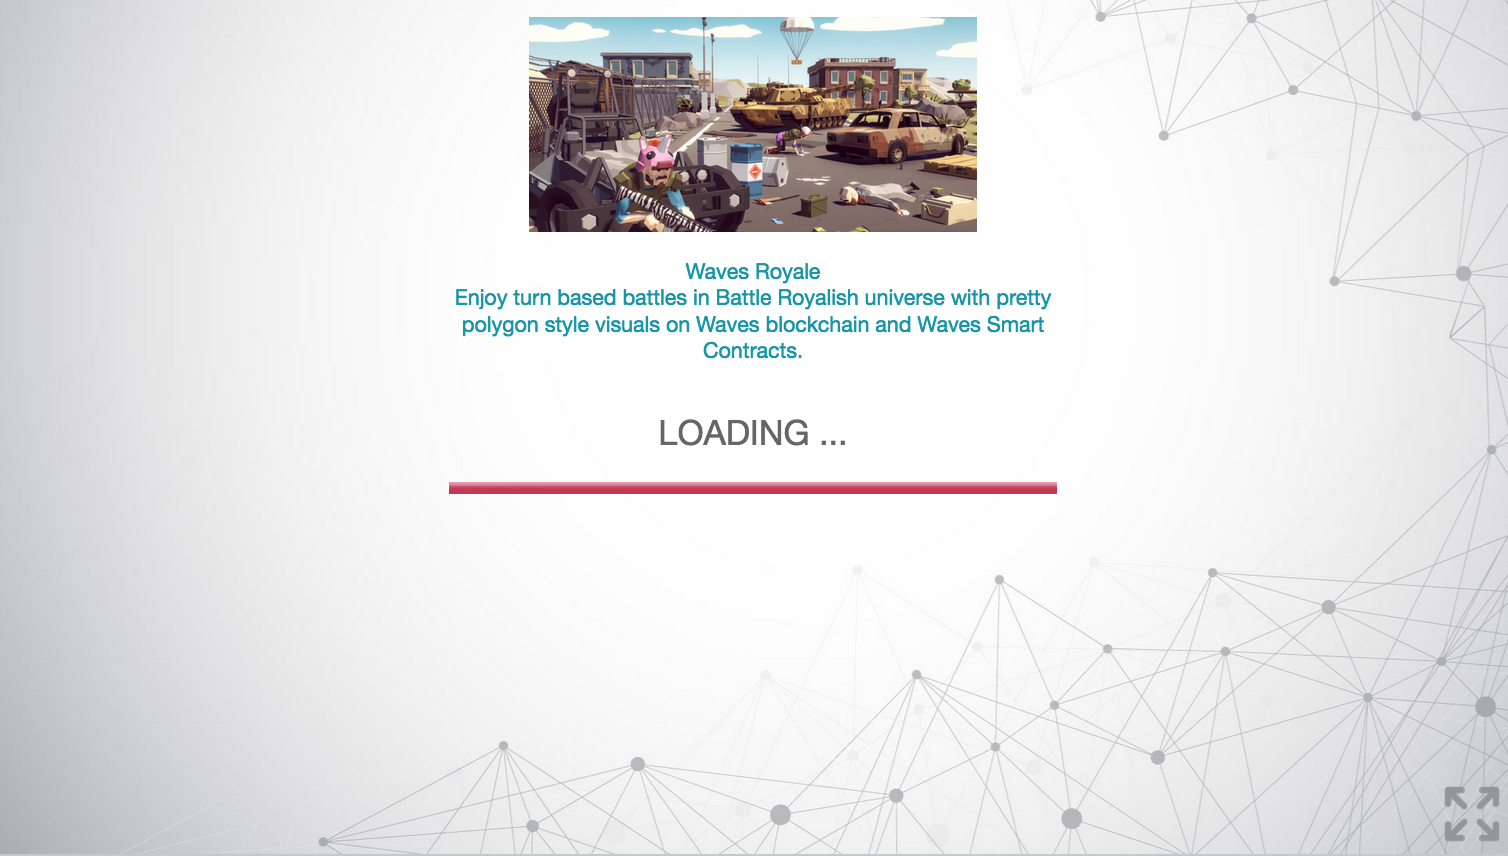 Waves Royale
Enjoy turn based battles in Battle Royalish universe with pretty
polygon style visuals on Waves blockchain and Waves Smart
Contracts.
LOADING ...